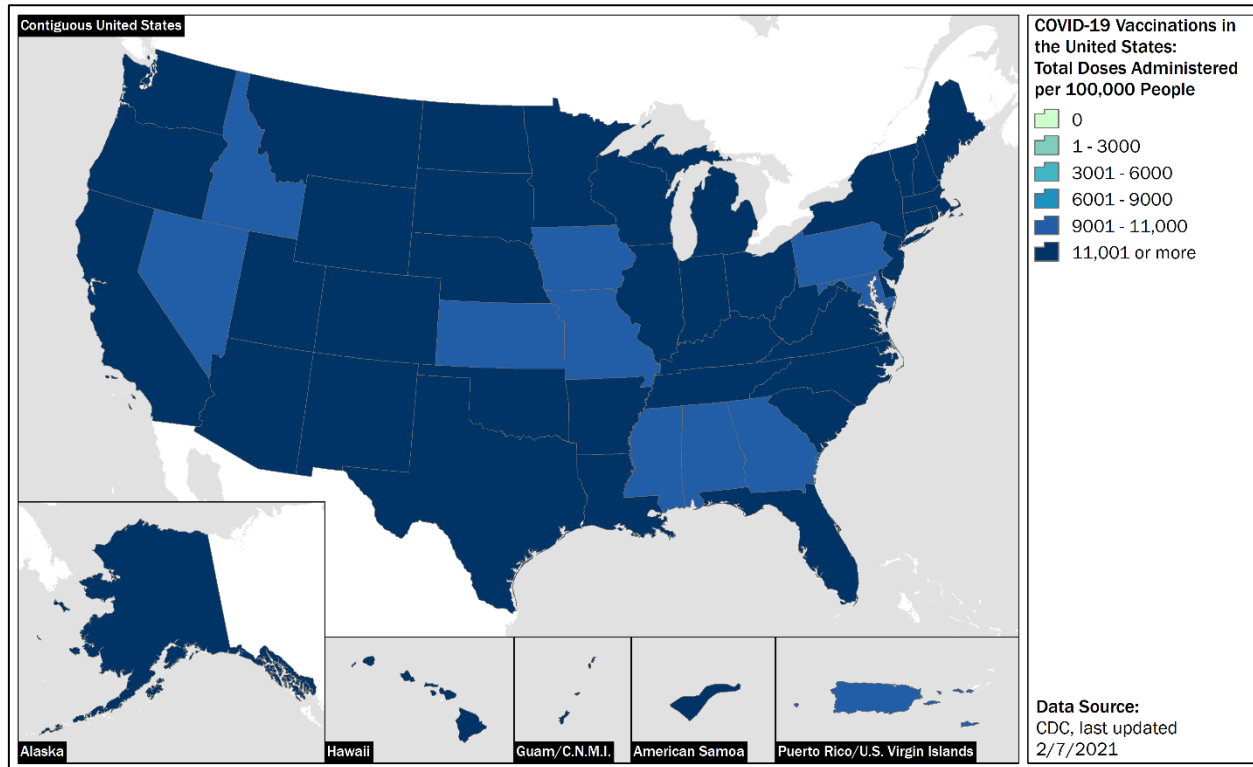 Contiguous United States
COVID-19 Vaccinations in
the United States:
Total Doses Administered
per 100,000 People
0
1 - 3000
3001 - 6000
6001 - 9000
9001 - 11,000
11,001 or more
Alaska
Hawaii
Guam/C.N.M.I.
American Samoa
Puerto Rico/U.S. Virgin Islands
Data Source:
CDC, last updated
2/7/2021